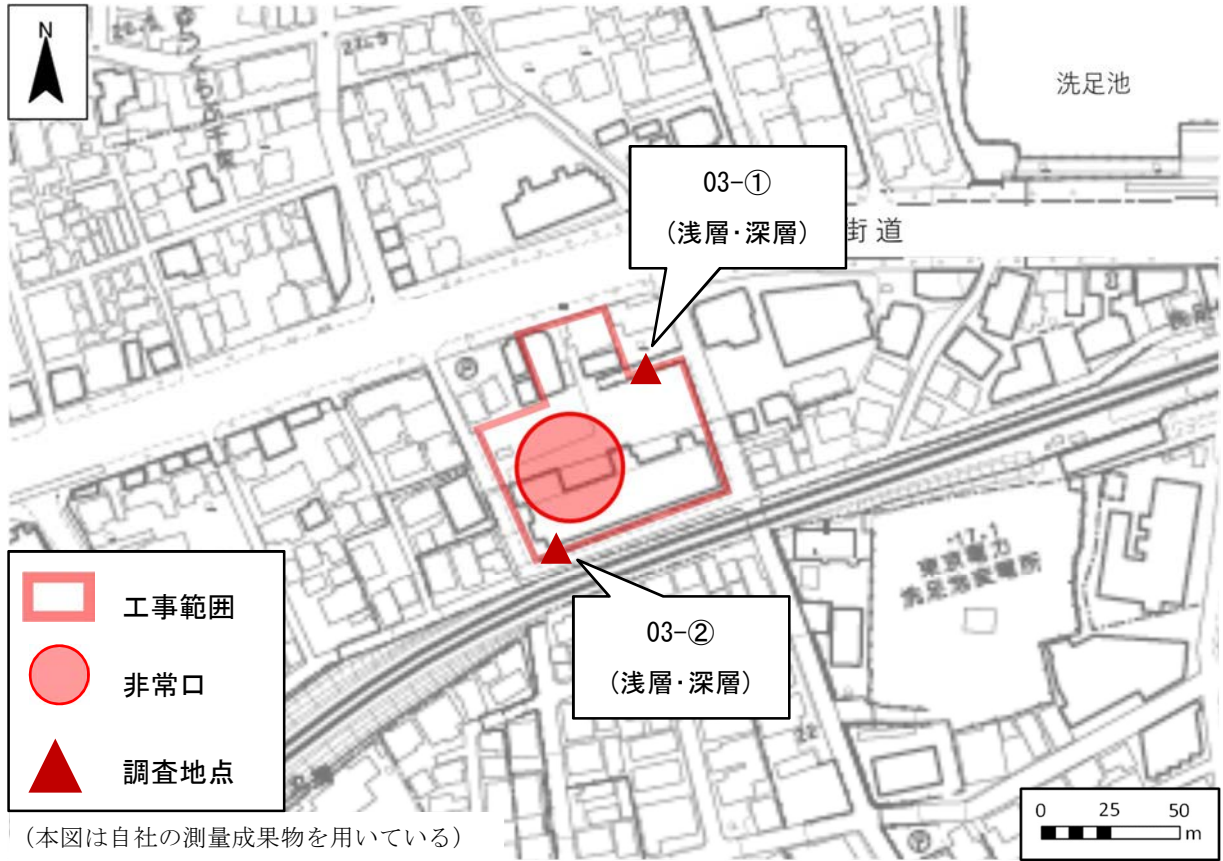 N
洗足池
03-①
(浅層・深層)
街道
17-1
東京電力
洗足池変電所
03-②
(浅層・深層)
22
工事範囲
非常口
調査地点
(本図は自社の測量成果物を用いている)
0 25 50
m